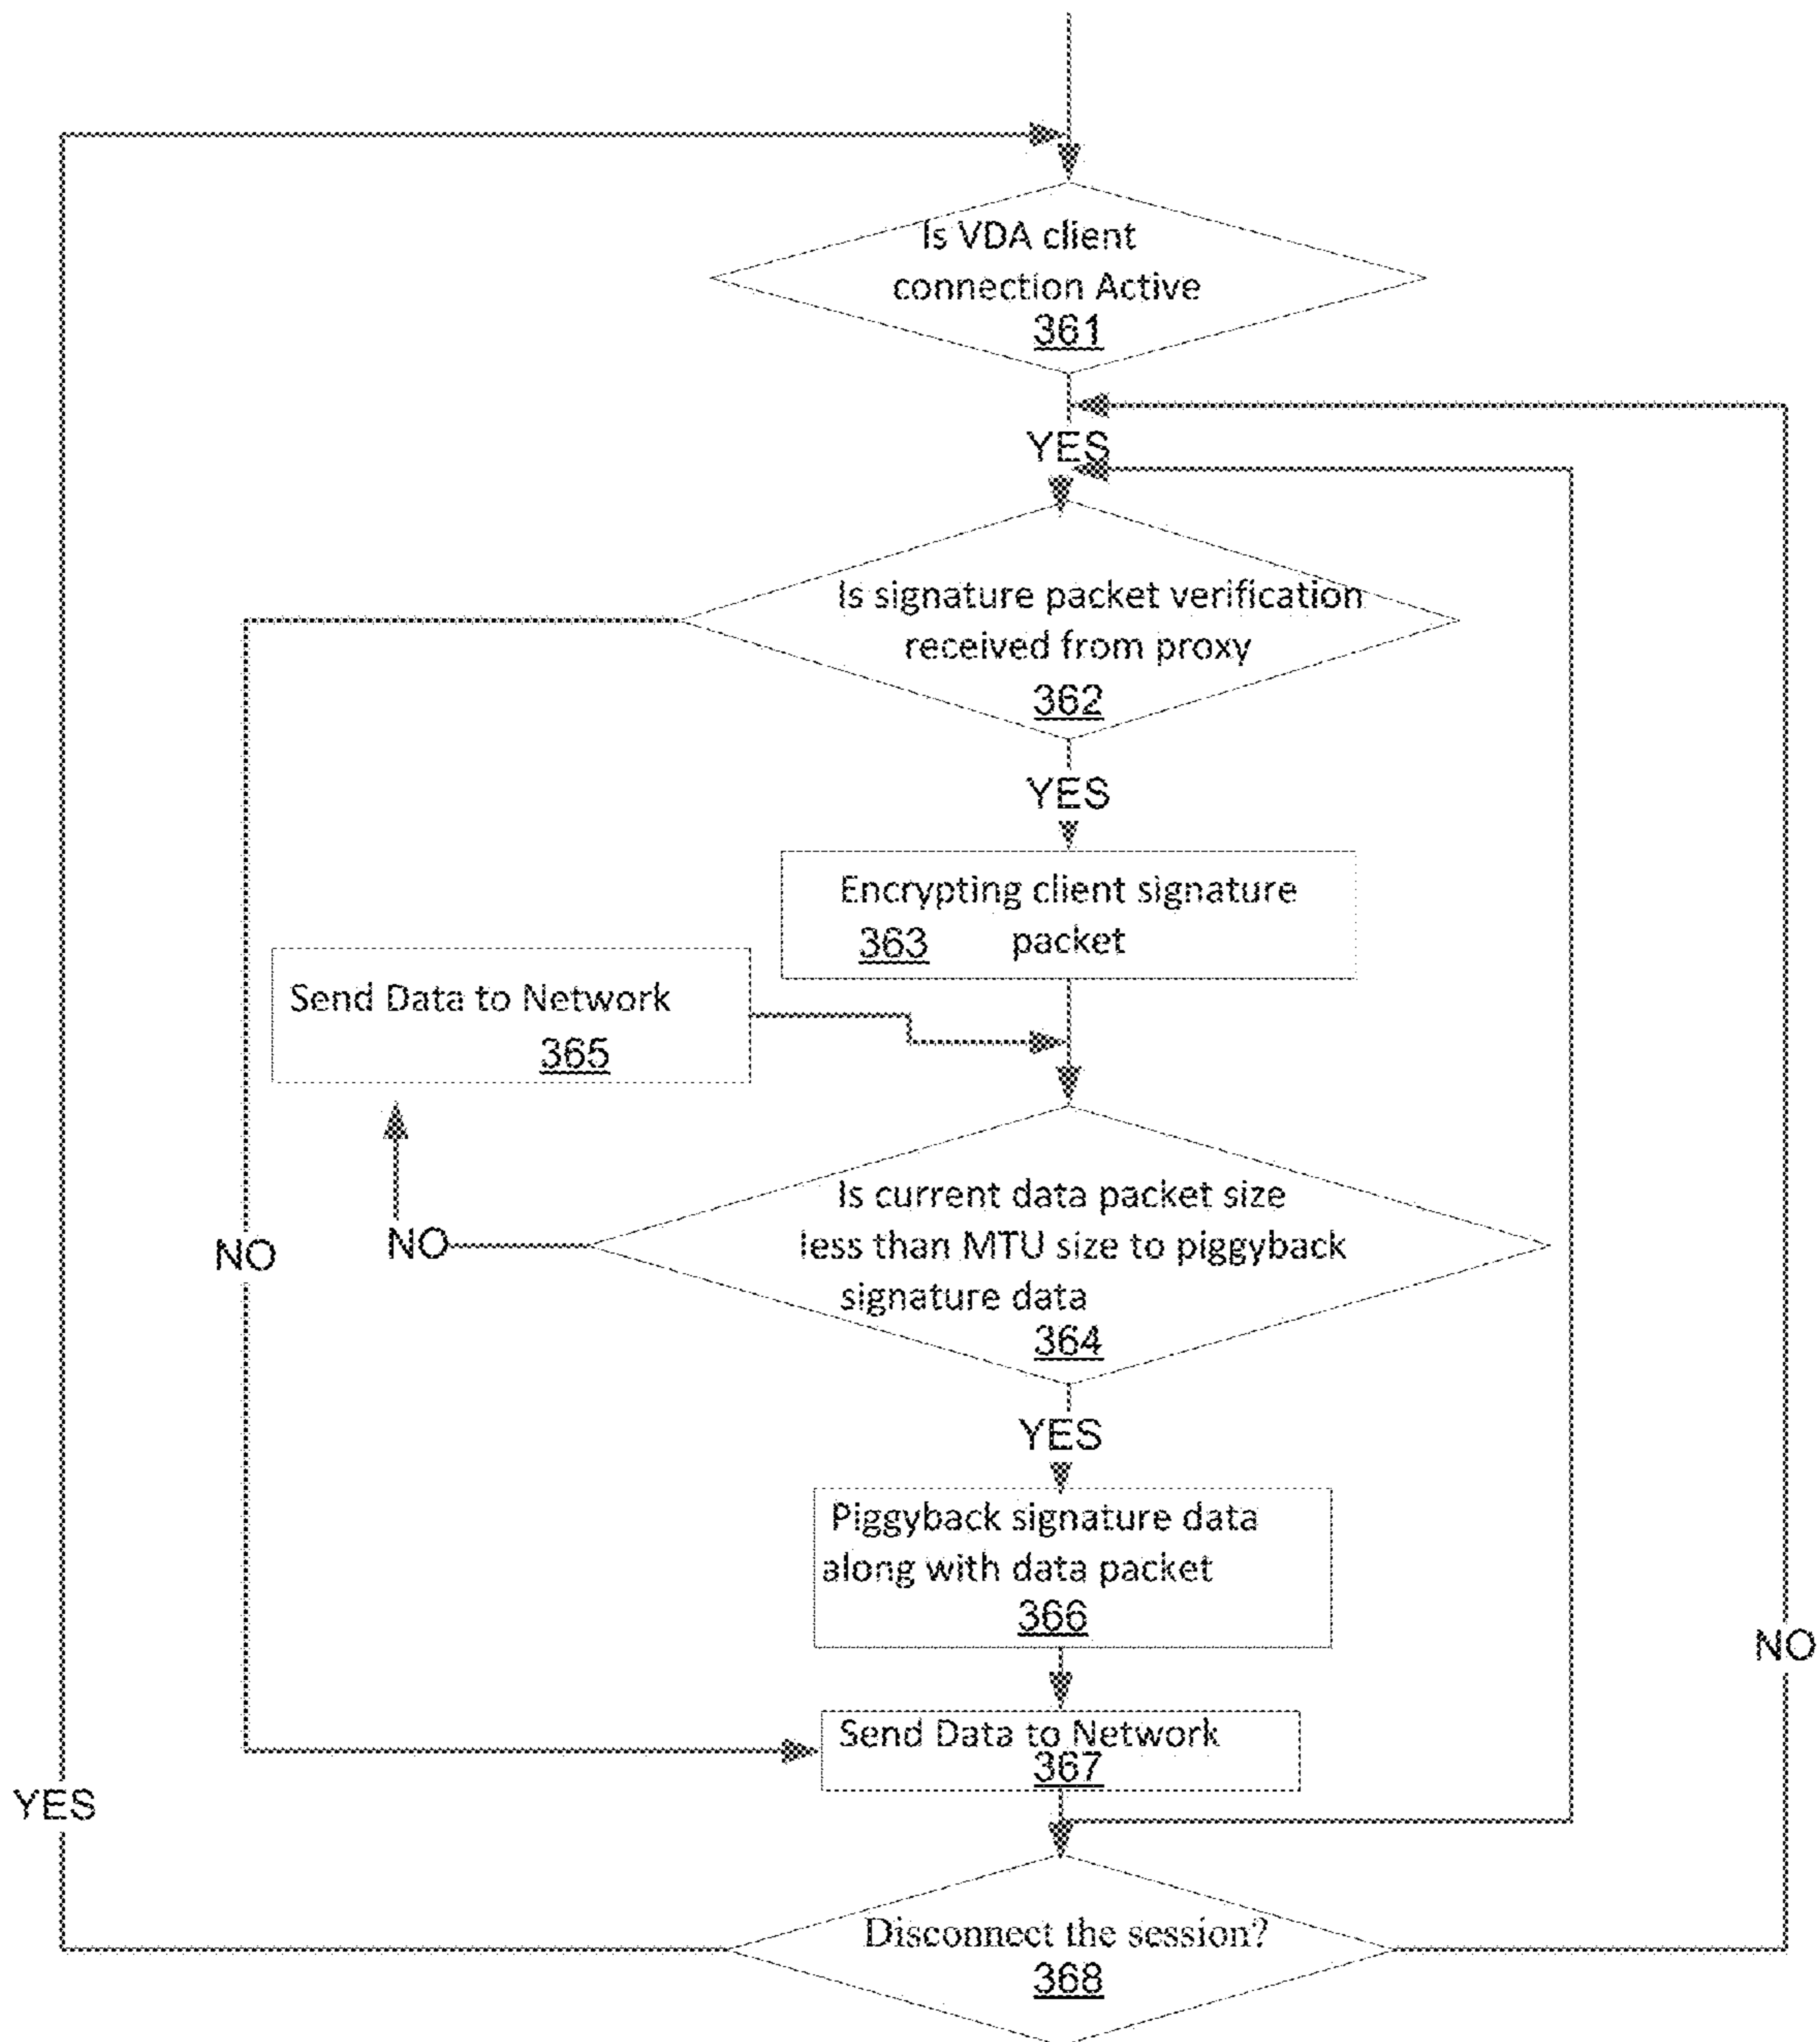 Is VDA client
connection Active
361
YES
Is signature packet verification
received from proxy
362
YES
Encrypting client signature
363 packet
Send Data to Network
365
Is current data packet size
less than MTU size to piggyback
signature data
364
NO
NO
YES
Piggyback signature data
along with data packet
366
NO
Send Data to Network
367
YES
Disconnect the session?
368